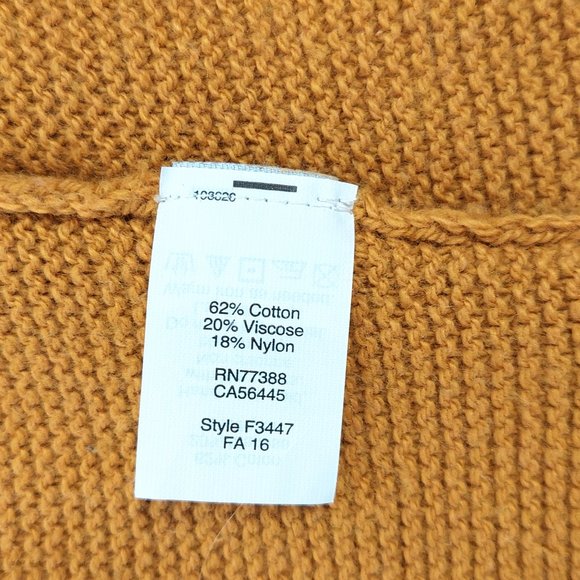 62% Cotton
20% Viscose
18% Nylon
RN77388
CA56445
Style F3447
FA 16